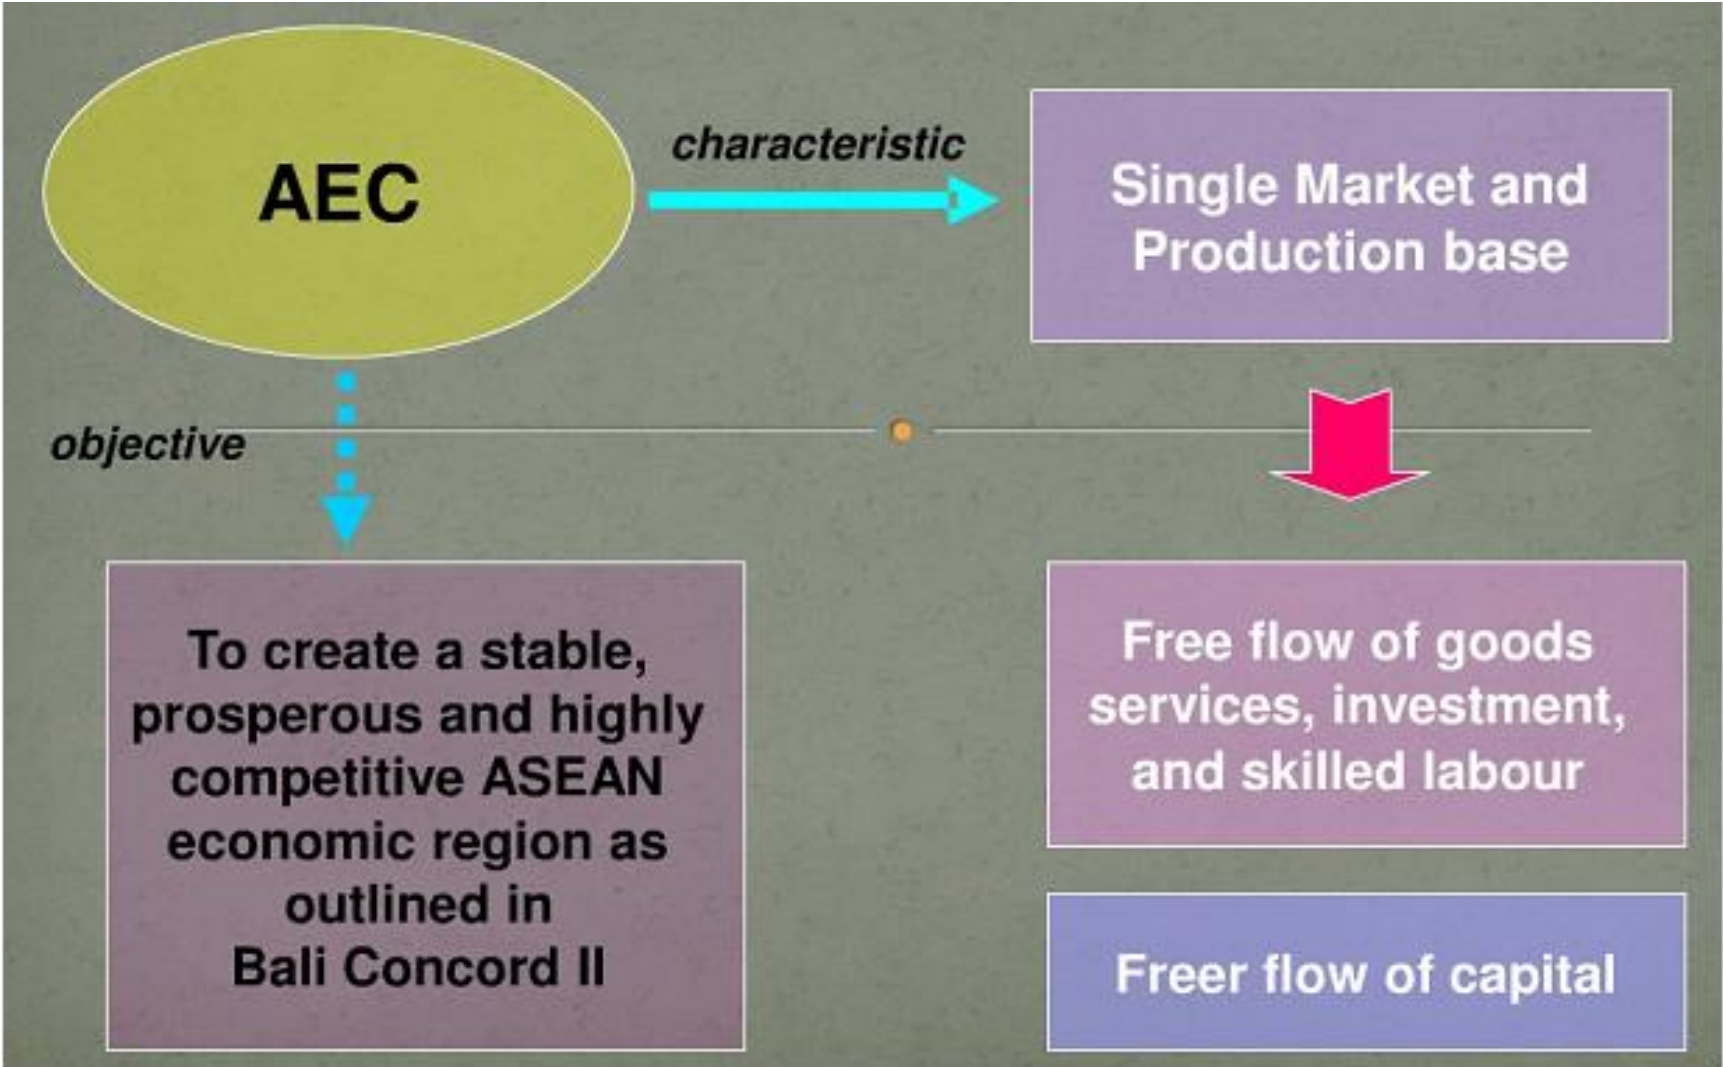 AEC
characteristic
Single Market and
Production base
objective
To create a stable,
prosperous and highly
competitive ASEAN
economic region as
outlined in
Bali Concord II
Free flow of goods
services, investment,
and skilled labour
Freer flow of capital